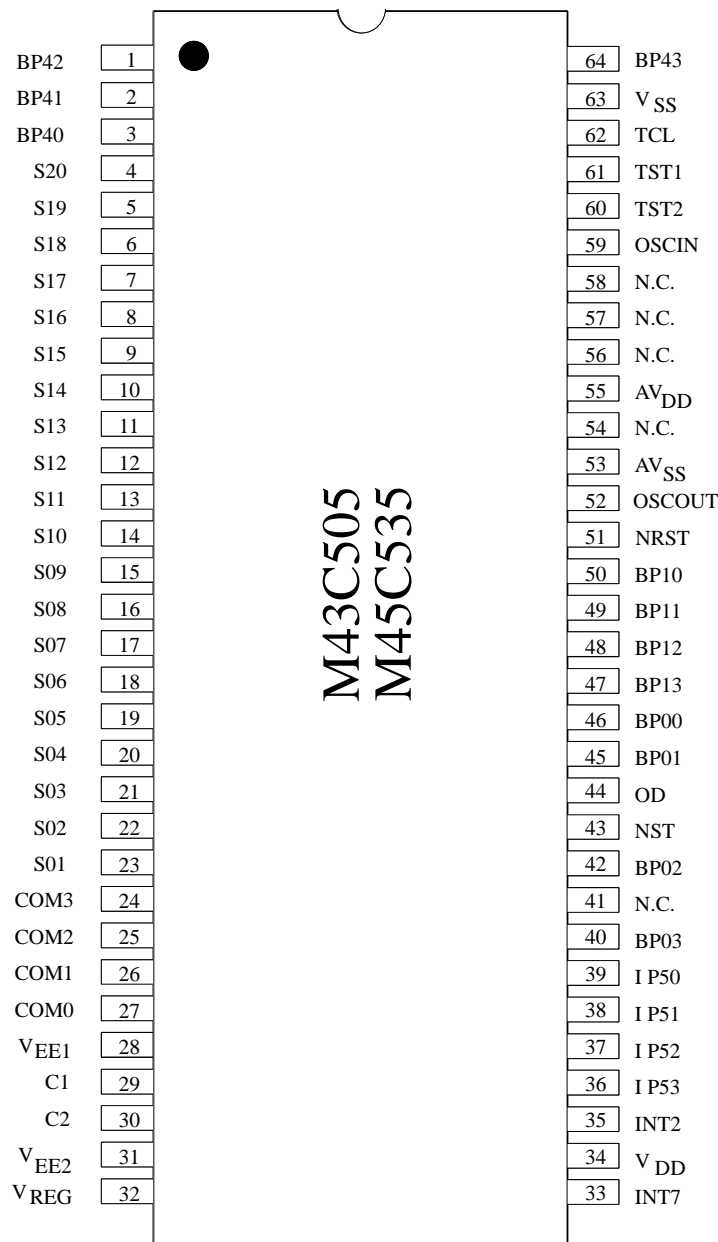 BP42 1 64 BP43
BP41 2 63 VSS
BP40 3 62 TCL
S20 4 61 TST1
S19 5 60 TST2
S18 6 59 OSCIN
S17 7 58 N.C.
S16 8 57 N.C.
S15 9 56 N.C.
S14 10 55 AVDD
S13 11 54 N.C.
S12 12 53 AVSS
S11 13 52 OSCOUT
S10 14 51 NRST
S09 15 50 BP10
S08 16 49 BP11
S07 17 48 BP12
S06 18 47 BP13
S05 19 46 BP00
S04 20 45 BP01
S03 21 44 OD
S02 22 43 NST
S01 23 42 BP02
COM3 24 41 N.C.
COM2 25 40 BP03
COM1 26 39 I P50
COM0 27 38 I P51
VEE1 28 37 I P52
C1 29 36 I P53
C2 30 35 INT2
VEE2 31 34 VDD
VREG 32 33 INT7
M43C505
M45C535